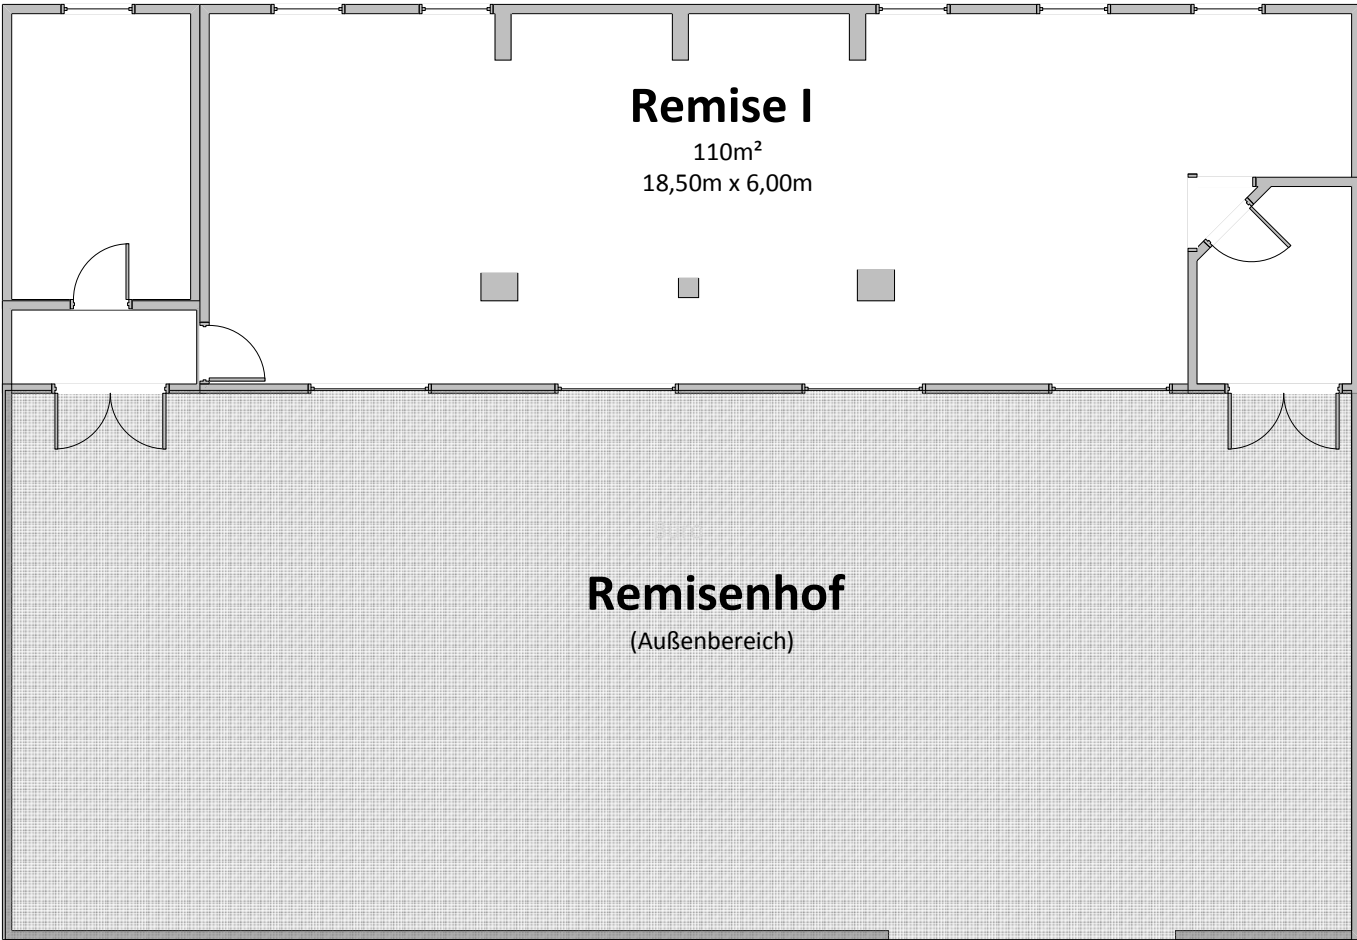 Remise I
110m²
18,50m x 6,00m
Remisenhof
(Außenbereich)